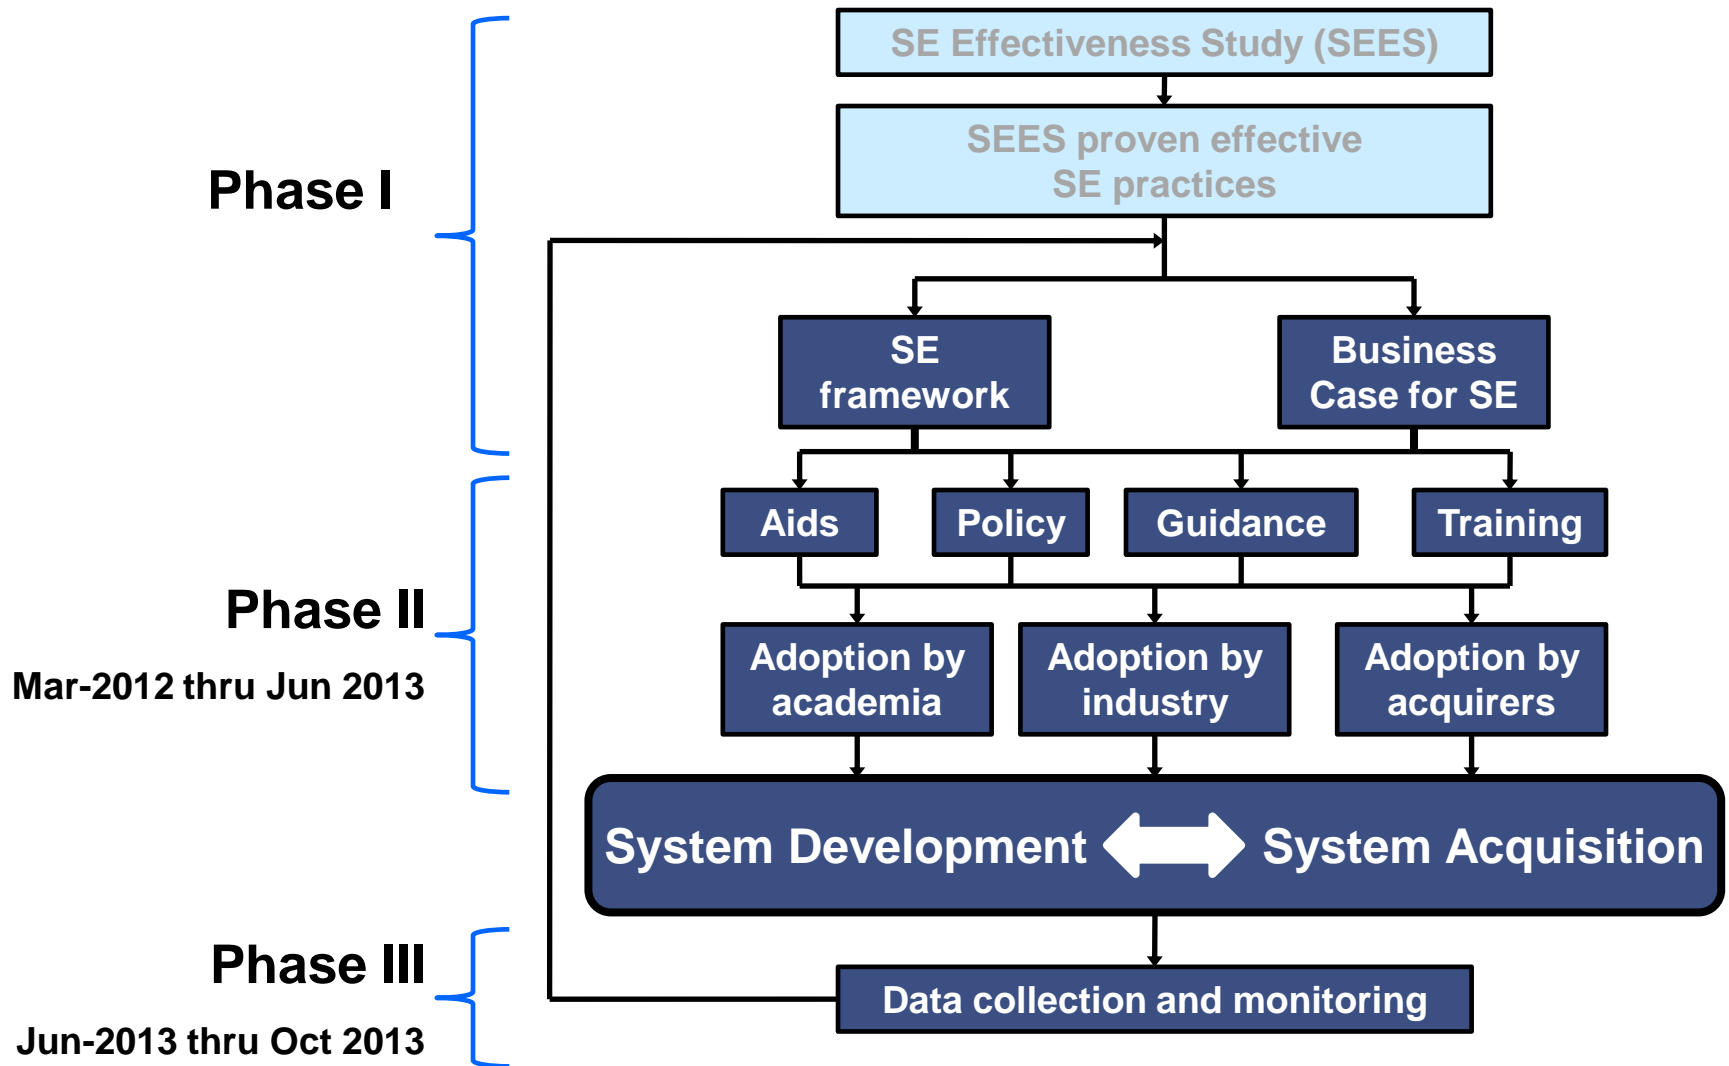 SE Effectiveness Study (SEES)
SEES proven effective
SE practices
Phase I
SE
framework
Business
Case for SE
Aids
Policy
Guidance
Training
Phase II
Mar-2012 thru Jun 2013
Adoption by
academia
Adoption by
industry
Adoption by
acquirers
System Development
System Acquisition
Phase III
Jun-2013 thru Oct 2013
Data collection and monitoring